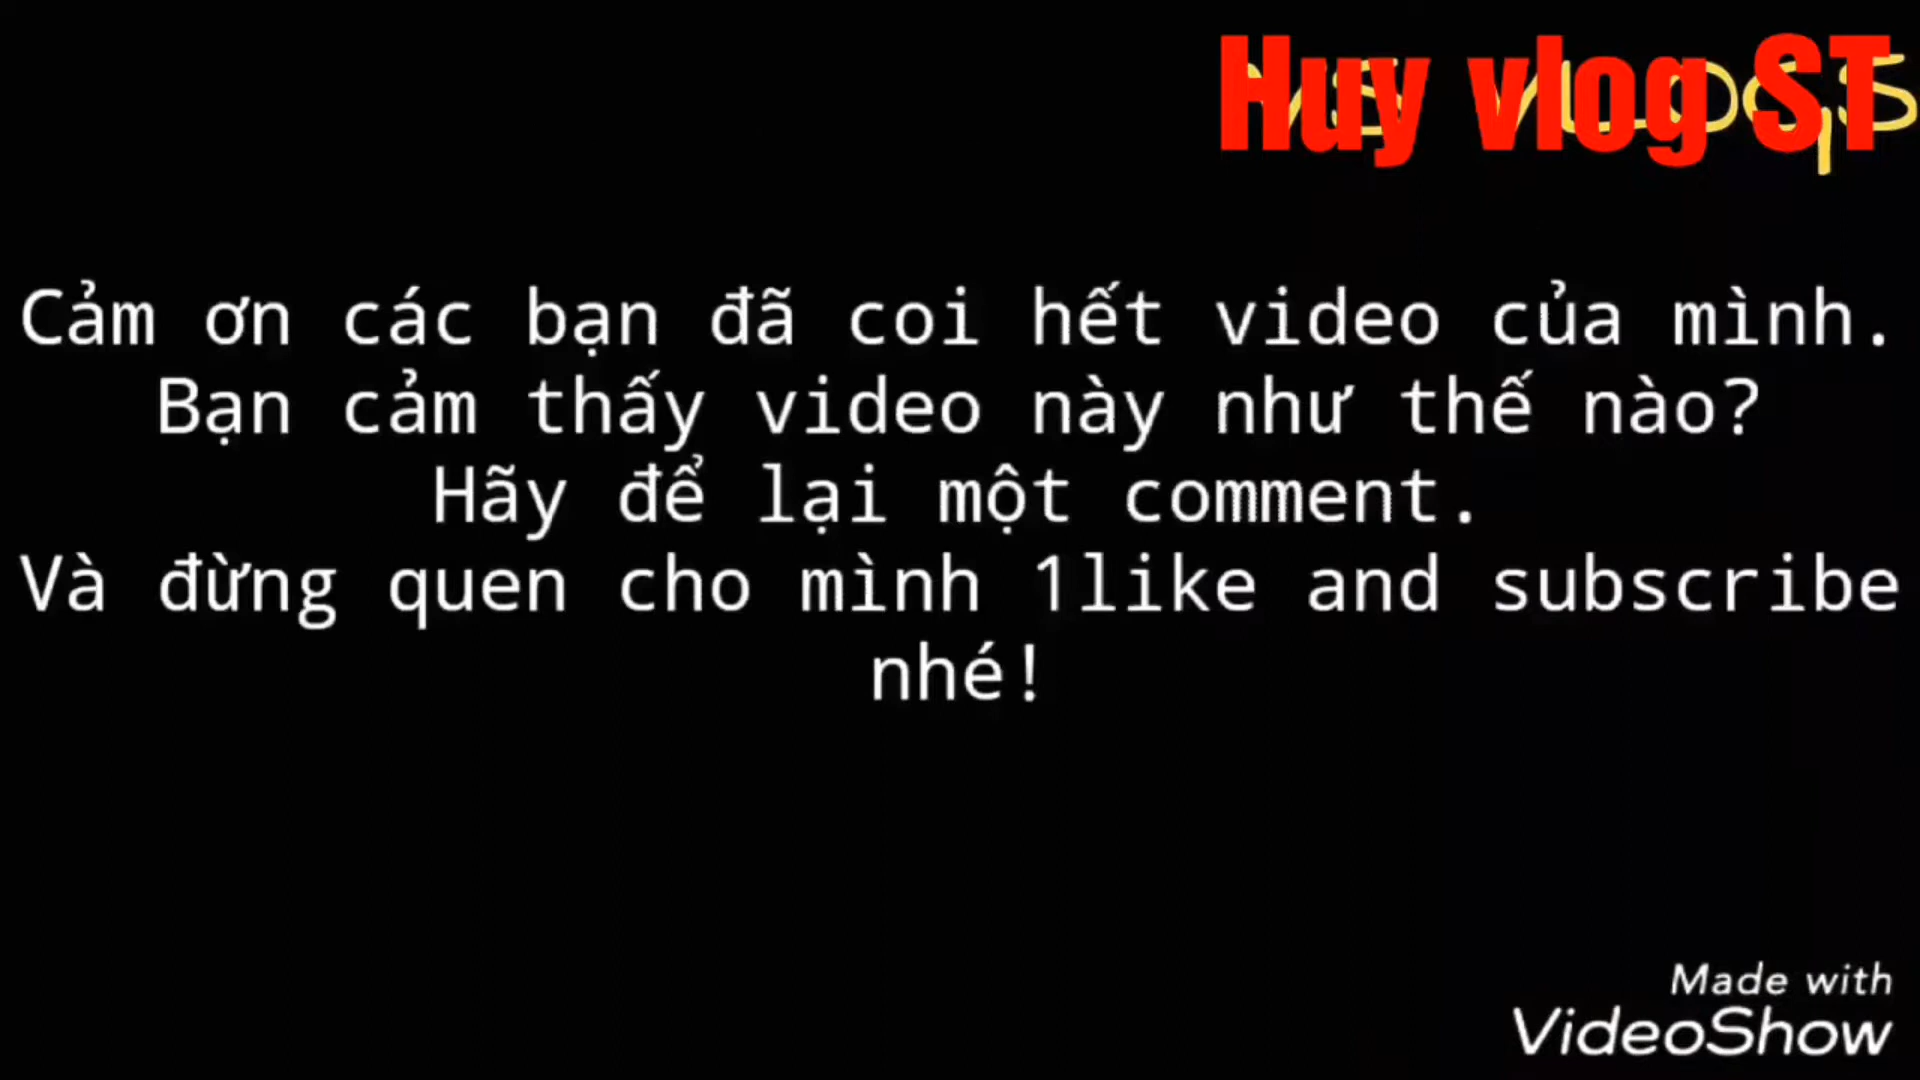 Huy vlog ST
Cảm ơn các bạn đã coi hết video của mình.
Bạn cảm thấy video này như thế nào?
Hãy để lại một comment.
Và đừng quen cho mình 1like and subscribe
nhé!
Made with
VideoShow